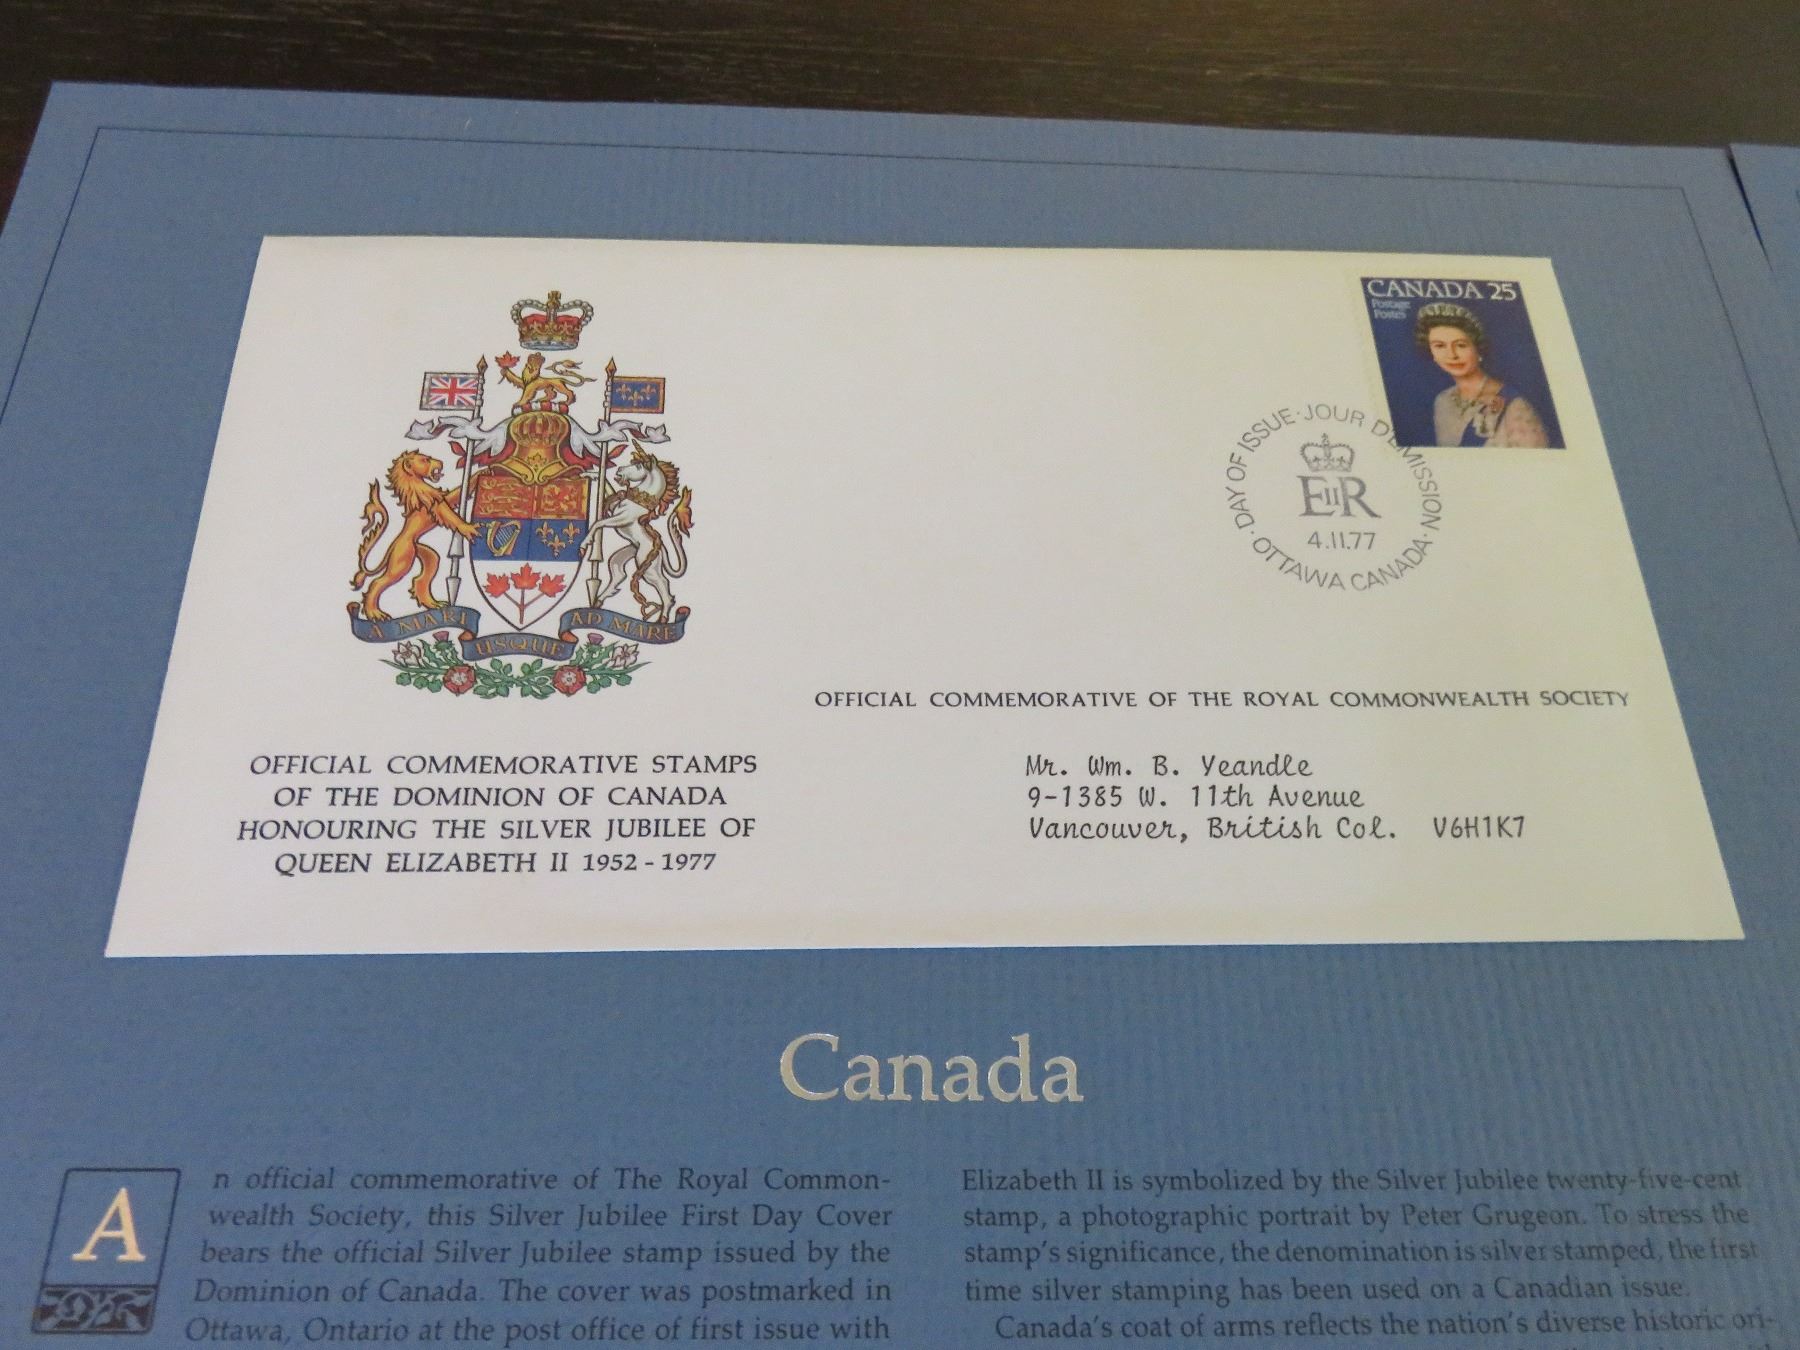 CANADA 25
Postage
Postes
DAY OF ISSUE · JOUR D'ÉMISSION · OTTAWA CANADA ·
EIIR
4.II.77
A MARI USQUE AD MARE
OFFICIAL COMMEMORATIVE OF THE ROYAL COMMONWEALTH SOCIETY
OFFICIAL COMMEMORATIVE STAMPS
OF THE DOMINION OF CANADA
HONOURING THE SILVER JUBILEE OF
QUEEN ELIZABETH II 1952 - 1977
Mr. Wm. B. Yeandle
9-1385 W. 11th Avenue
Vancouver, British Col. V6H1K7
Canada
An official commemorative of The Royal Common-
wealth Society, this Silver Jubilee First Day Cover
bears the official Silver Jubilee stamp issued by the
Dominion of Canada. The cover was postmarked in
Ottawa, Ontario at the post office of first issue with
Elizabeth II is symbolized by the Silver Jubilee twenty-five-cent
stamp, a photographic portrait by Peter Grugeon. To stress the
stamp's significance, the denomination is silver stamped, the first
time silver stamping has been used on a Canadian issue.
Canada's coat of arms reflects the nation's diverse historic ori-